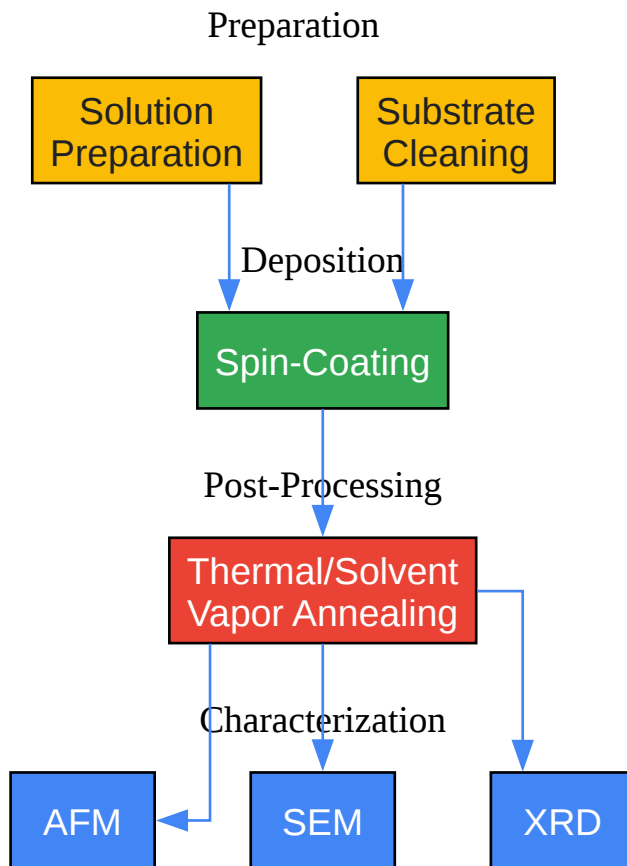 Preparation
Solution
Preparation
Substrate
Cleaning
Deposition
Spin-Coating
Post-Processing
Thermal/Solvent
Vapor Annealing
Characterization
AFM
SEM
XRD